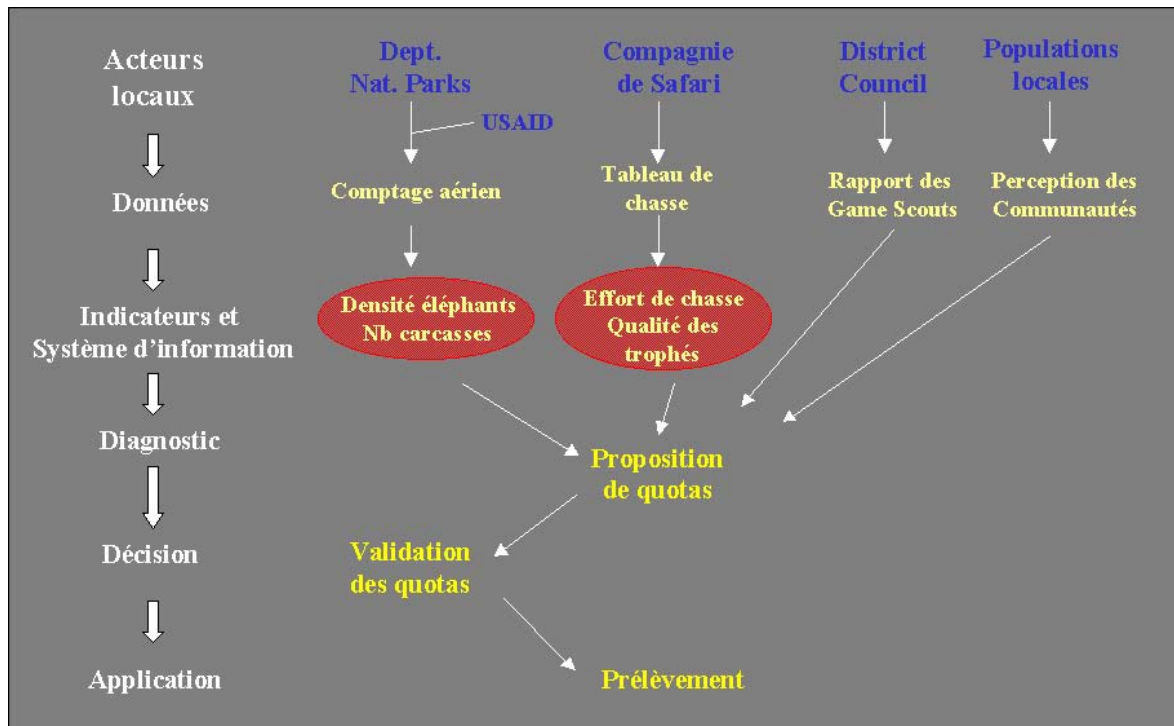 Acteurs
locaux
Dept.
Nat. Parks
Compagnie
de Safari
District
Council
Populations
locales
USAID
Données
Comptage aérien
Tableau de
chasse
Rapport des
Game Scouts
Perception des
Communautés
Indicateurs et
Système d'information
Densité éléphants
Nb carcasses
Effort de chasse
Qualité des
trophés
Diagnostic
Proposition
de quotas
Décision
Validation
des quotas
Application
Prélèvement